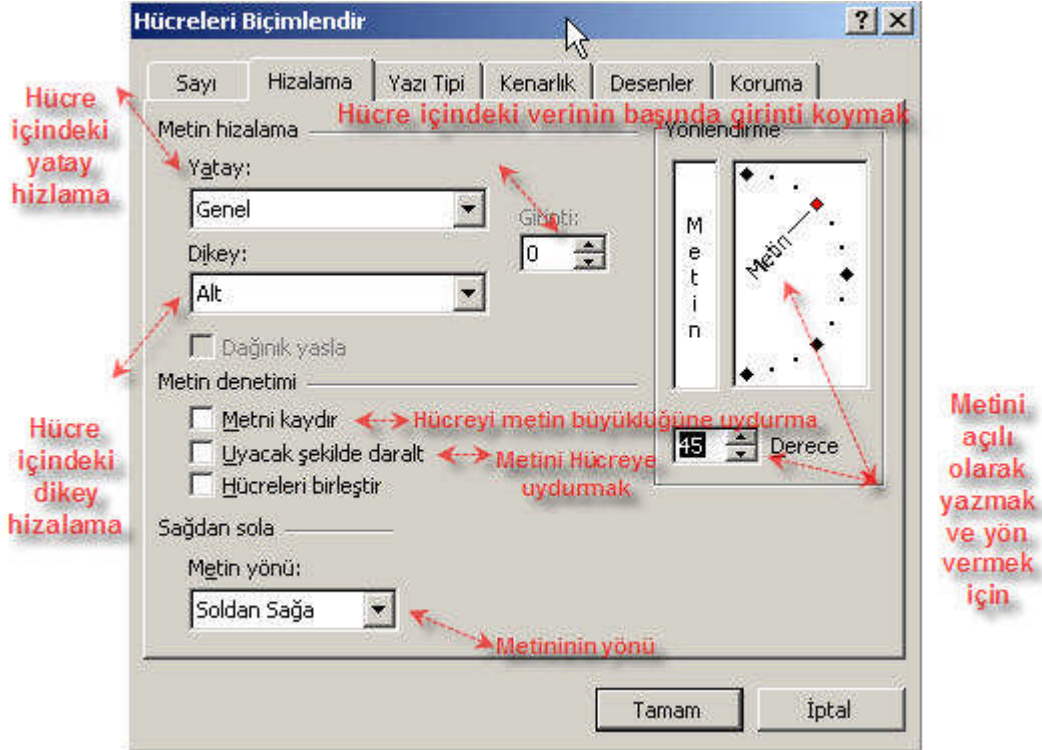 Hücreleri Biçimlendir
Sayı Hizalama Yazı Tipi Kenarlık Desenler Koruma
Hücre içindeki verinin başında girinti koymak
Hücre
içindeki
yatay
hizlama
Metin hizalama
Yatay:
Genel
Girinti:
0
Dikey:
Alt
Dağınık yasla
Yönlendirme
M
e
t
i
n
Metin
45 Derece
Metin denetimi
Metni kaydır Hücreyi metin büyüklüğüne uydurma
Uyacak şekilde daralt Metini Hücreye
uydurmak
Hücreleri birleştir
Hücre
içindeki
dikey
hizalama
Metini
açılı
olarak
yazmak
ve yön
vermek
için
Sağdan sola
Metin yönü:
Soldan Sağa
Metininin yönü
Tamam İptal